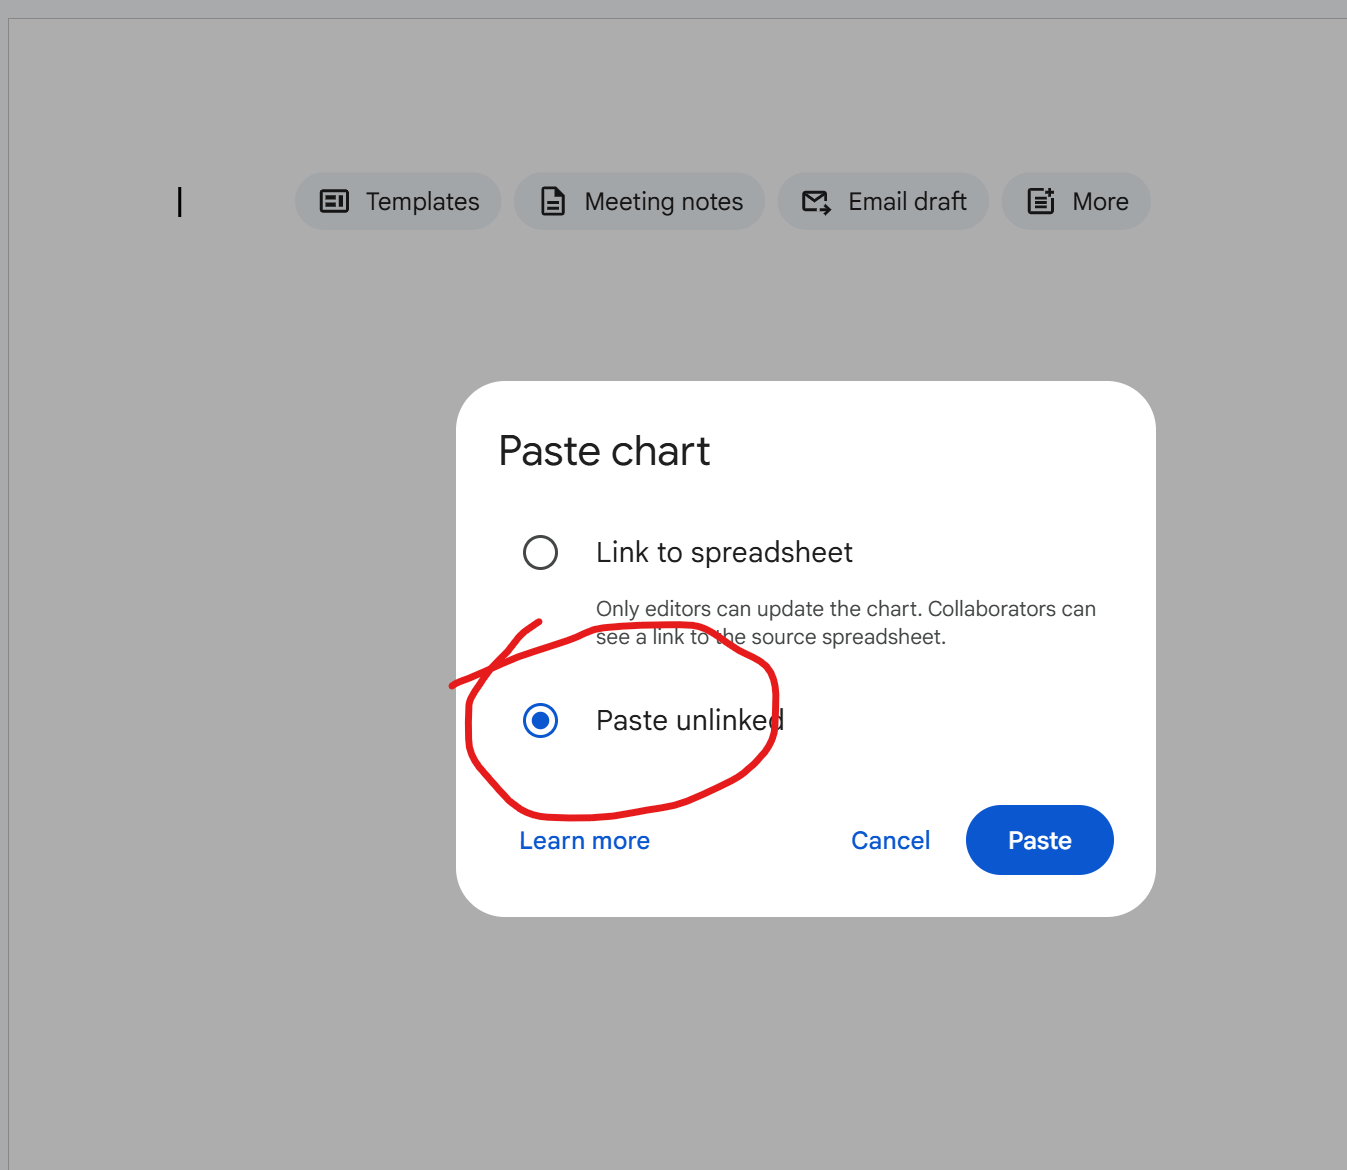 Templates Meeting notes Email draft More
Paste chart
Link to spreadsheet
Only editors can update the chart. Collaborators can
see a link to the source spreadsheet.
Paste unlinked
Learn more Cancel Paste